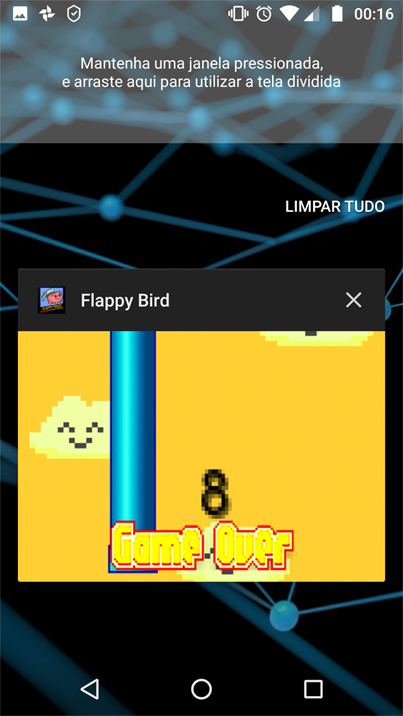 00:16
Mantenha uma janela pressionada,
e arraste aqui para utilizar a tela dividida
LIMPAR TUDO
Flappy Bird
8
Game Over